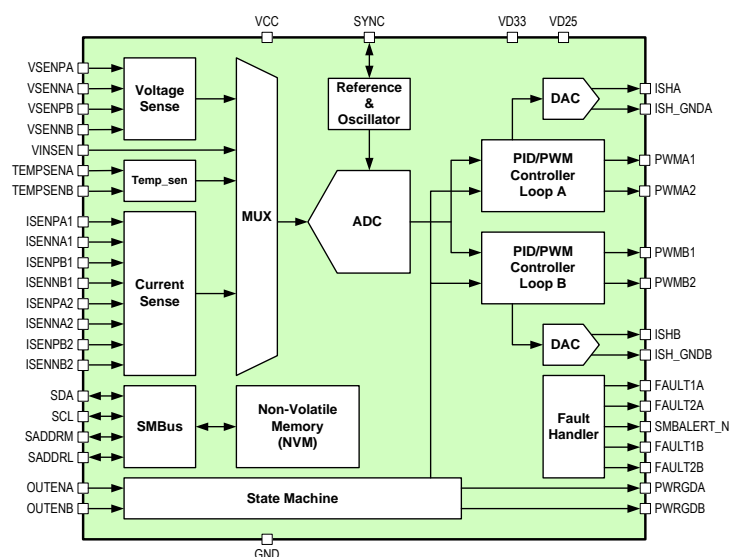 VCC
SYNC
VD33
VD25
VSENPA
VSENNA
VSENPB
VSENNB
VINSEN
TEMPSENA
TEMPSENB
ISENPA1
ISENNA1
ISENPB1
ISENNB1
ISENPA2
ISENNA2
ISENPB2
ISENNB2
SDA
SCL
SADDRM
SADDRL
OUTENA
OUTENB
Voltage
Sense
Temp_sen
Current
Sense
SMBus
Non-Volatile
Memory
(NVM)
State Machine
MUX
Reference
&
Oscillator
ADC
DAC
PID/PWM
Controller
Loop A
PID/PWM
Controller
Loop B
DAC
Fault
Handler
ISHA
ISH_GNDA
PWMA1
PWMA2
PWMB1
PWMB2
ISHB
ISH_GNDB
FAULT1A
FAULT2A
SMBALERT_N
FAULT1B
FAULT2B
PWRGDA
PWRGDB
GND